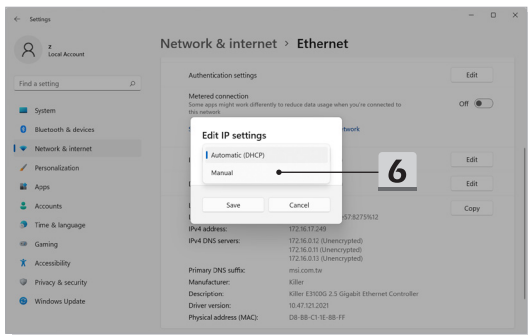 Settings
z
Local Account
Find a setting
System
Bluetooth & devices
Network & internet
Personalization
Apps
Accounts
Time & language
Gaming
Accessibility
Privacy & security
Windows Update
Network & internet > Ethernet
Authentication settings
Edit
Metered connection
Some apps might work differently to reduce data usage when you're connected to
this network
Off
Edit IP settings
Automatic (DHCP)
Manual
6
Save
Cancel
Edit
Edit
Copy
IPv4 address: 172.16.17.249
IPv4 DNS servers: 172.16.0.12 (Unencrypted)
172.16.0.11 (Unencrypted)
172.16.0.13 (Unencrypted)
Primary DNS suffix: msi.com.tw
Manufacturer: Killer
Description: Killer E3100G 2.5 Gigabit Ethernet Controller
Driver version: 10.47.121.2021
Physical address (MAC): D8-BB-C1-1E-8B-FF